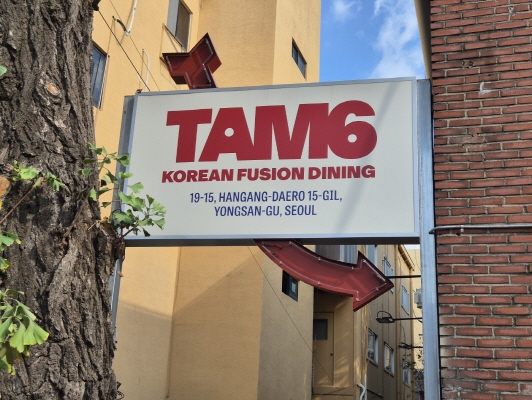 TAM6
KOREAN FUSION DINING
19-15, HANGANG-DAERO 15-GIL,
YONGSAN-GU, SEOUL